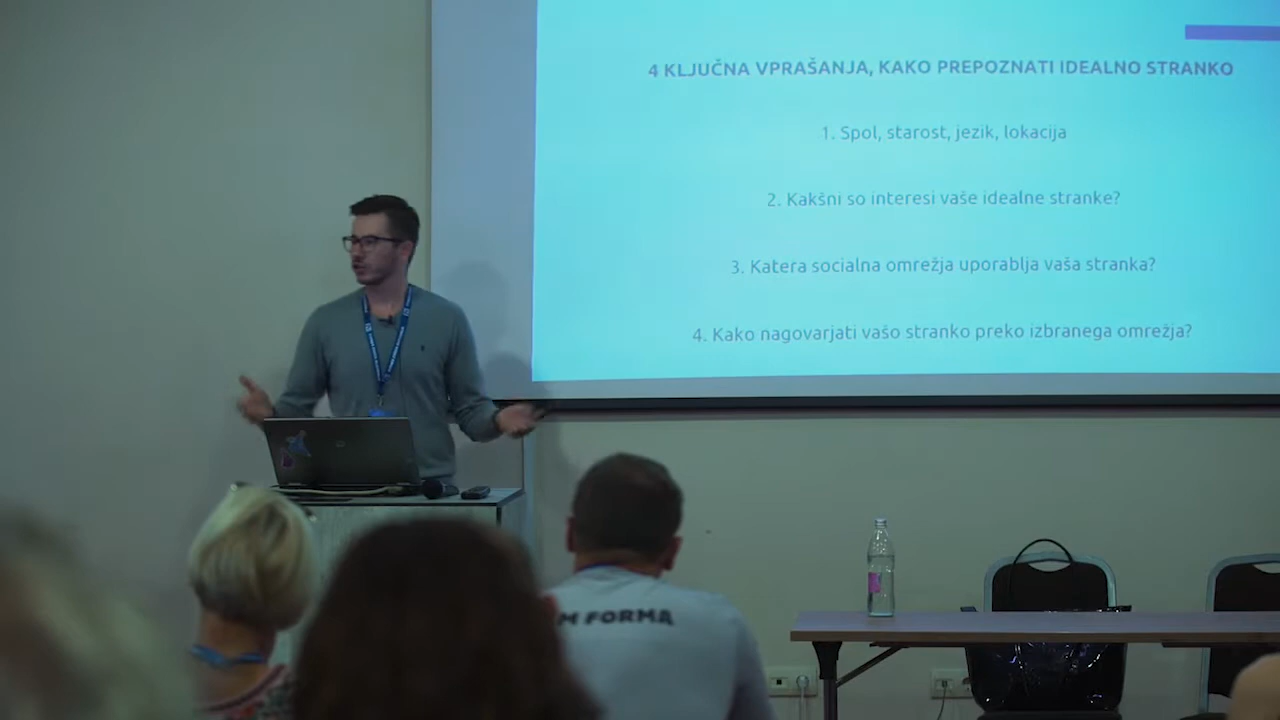 4 KLJUČNA VPRAŠANJA, KAKO PREPOZNATI IDEALNO STRANKO
1. Spol, starost, jezik, lokacija
2. Kakšni so interesi vaše idealne stranke?
3. Katera socialna omrežja uporablja vaša stranka?
4. Kako nagovarjati vašo stranko preko izbranega omrežja?
M FORMA